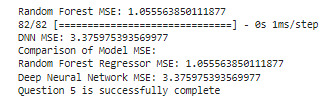 Random Forest MSE: 1.055563850111877
82/82 [==============================] - 0s 1ms/step
DNN MSE: 3.375975393569977
Comparison of Model MSE:
Random Forest Regressor MSE: 1.055563850111877
Deep Neural Network MSE: 3.375975393569977
Question 5 is successfully complete